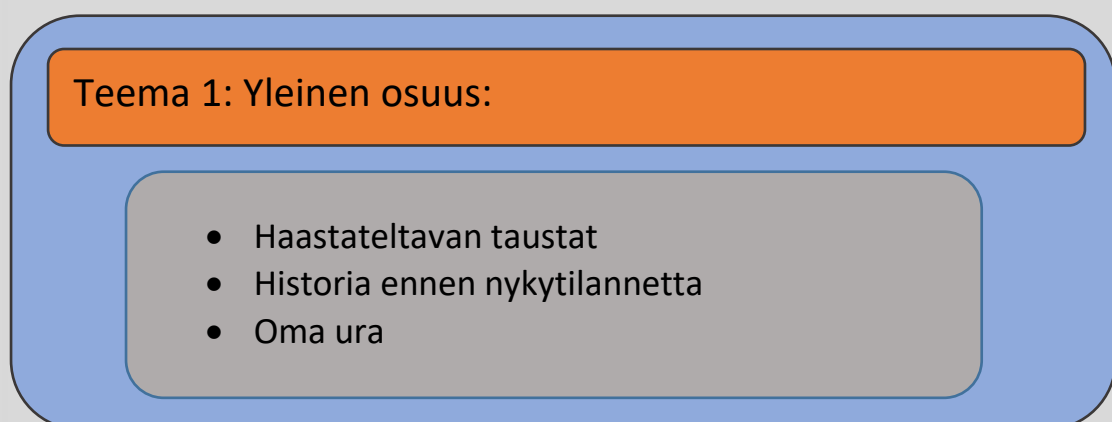 Teema 1: Yleinen osuus:
• Haastateltavan taustat
• Historia ennen nykytilannetta
• Oma ura